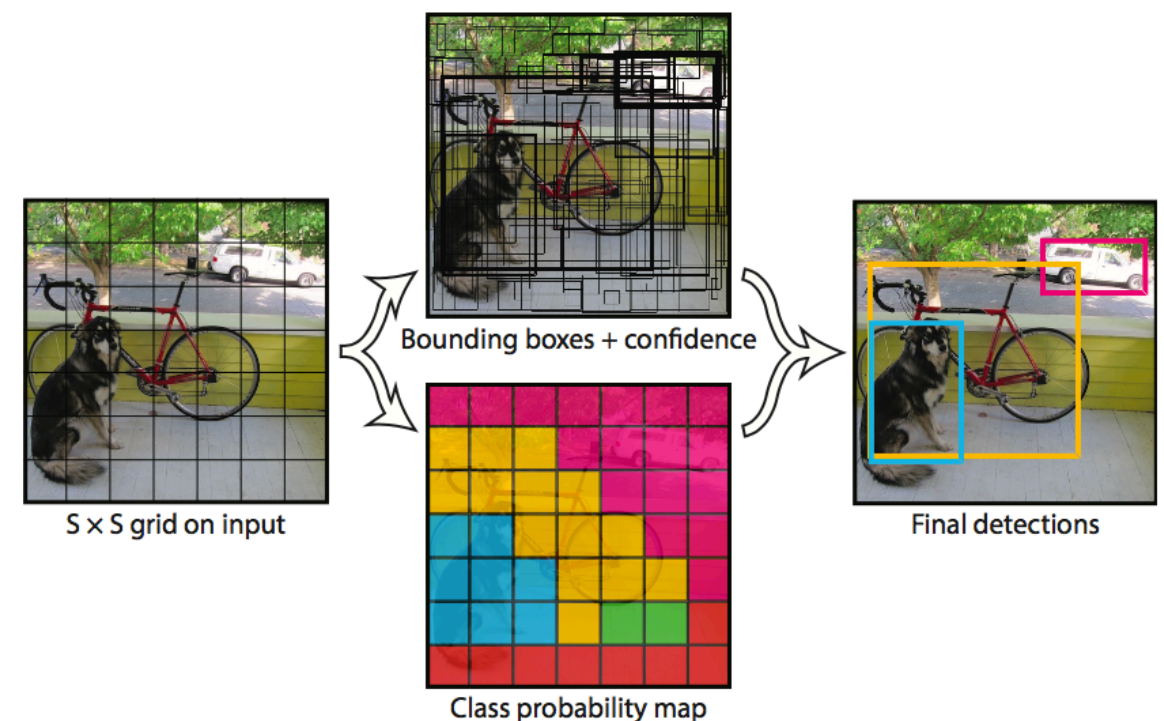 Bounding boxes + confidence
S × S grid on input
Final detections
Class probability map